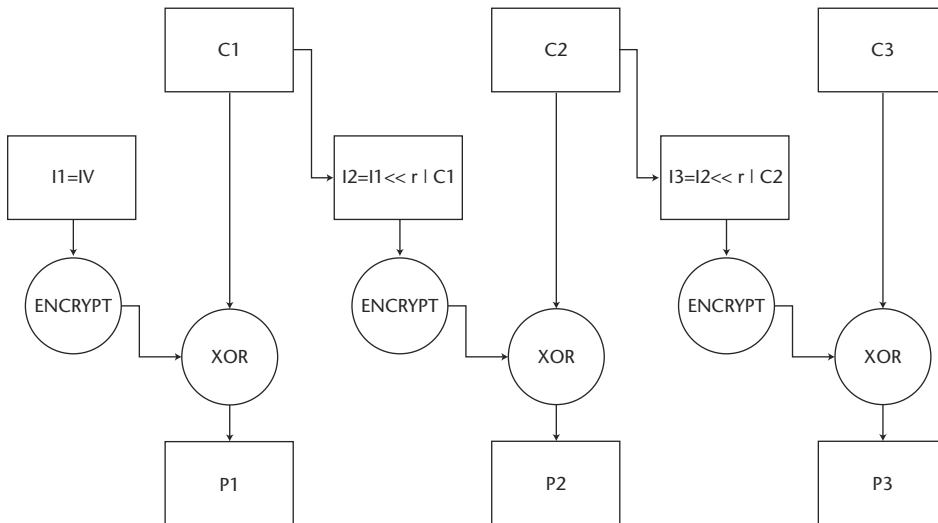 C1
C2
C3
I1=IV
I2=I1<< r | C1
I3=I2<< r | C2
ENCRYPT
ENCRYPT
ENCRYPT
XOR
XOR
XOR
P1
P2
P3